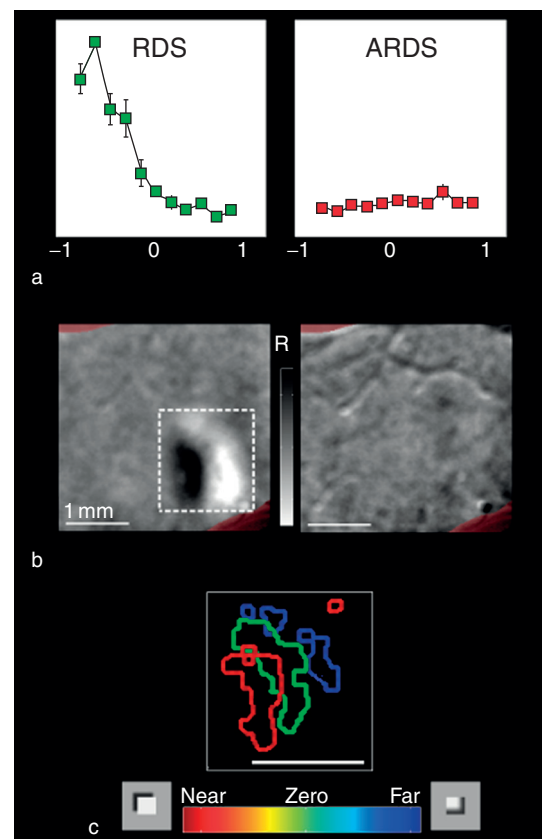 RDS ARDS
−1 0 1 −1 0 1
a
R
1 mm
b
Near Zero Far
c